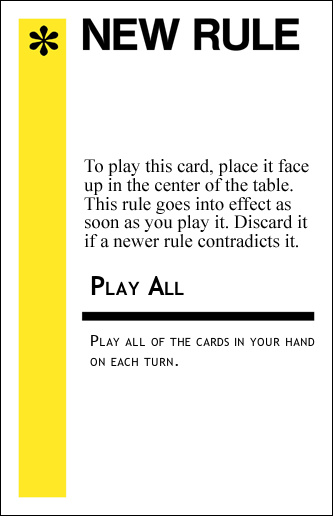 * NEW RULE
To play this card, place it face
up in the center of the table.
This rule goes into effect as
soon as you play it. Discard it
if a newer rule contradicts it.
PLAY ALL
PLAY ALL OF THE CARDS IN YOUR HAND
ON EACH TURN.